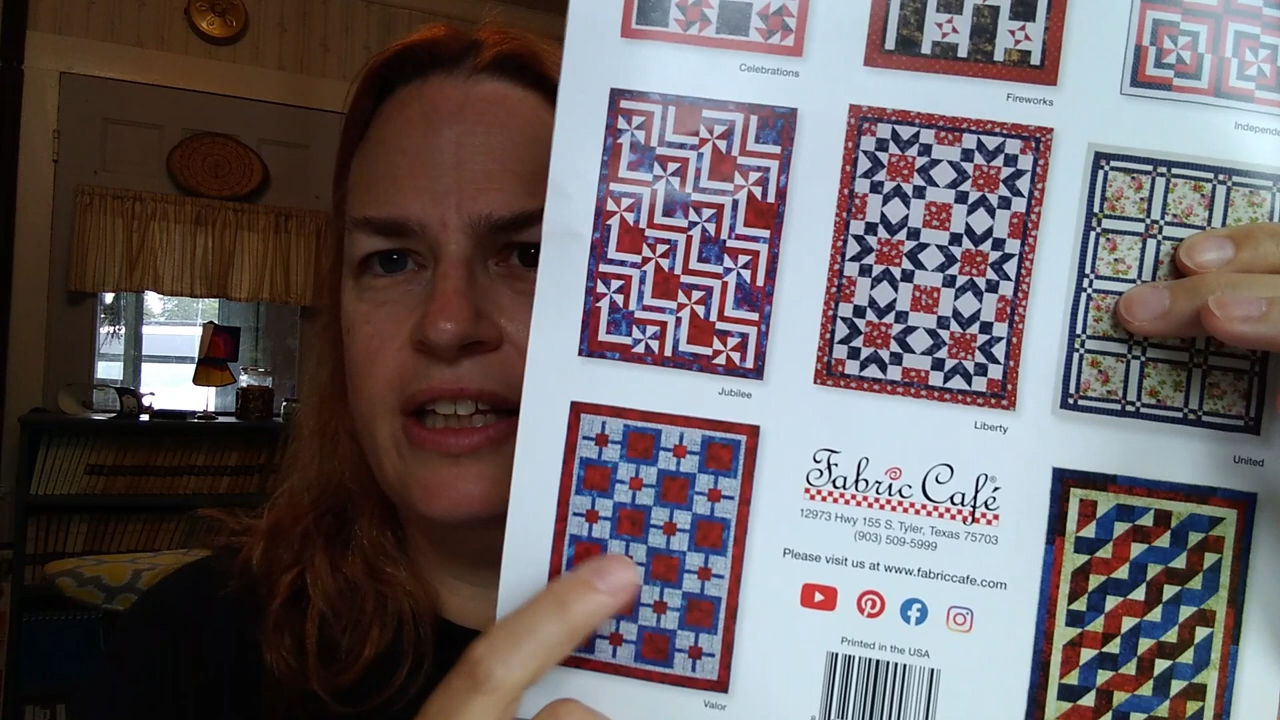 Celebrations
Fireworks
Independe
Jubilee
Liberty
United
Fabric Café®
12973 Hwy 155 S. Tyler, Texas 75703
(903) 509-5999
Please visit us at www.fabriccafe.com
Printed in the USA
Valor